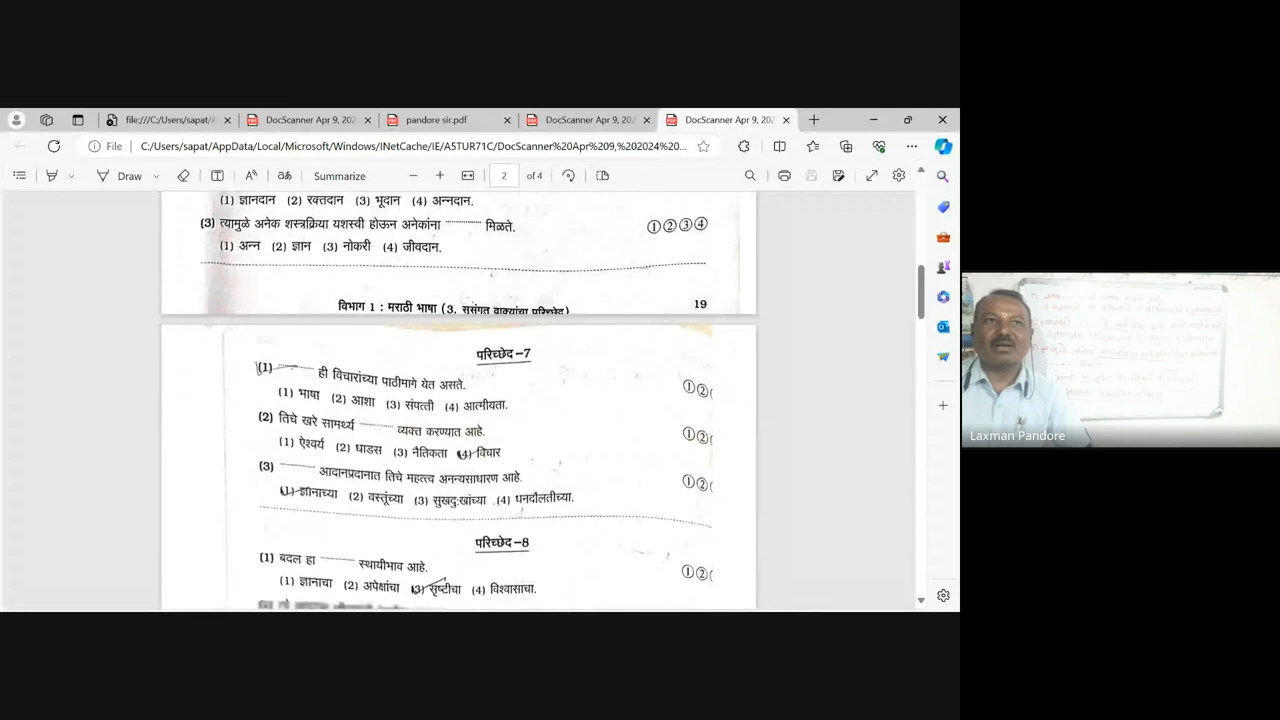 file:///C:/Users/sapat/A
DocScanner Apr 9, 202
pandore sir.pdf
DocScanner Apr 9, 202
DocScanner Apr 9, 202
File
C:/Users/sapat/AppData/Local/Microsoft/Windows/INetCache/IE/A5TUR71C/DocScanner%20Apr%209,%202024%20...
Draw
Summarize
2 of 4
(1) ज्ञानदान (2) रक्तदान (3) भूदान (4) अन्नदान.
(3) त्यामुळे अनेक शस्त्रक्रिया यशस्वी होऊन अनेकांना ............ मिळते. ①②③④
(1) अन्न (2) ज्ञान (3) नोकरी (4) जीवदान.
विभाग 1 : मराठी भाषा (3. सुसंगत वाक्यांचा परिच्छेद) 19
परिच्छेद-7
(1) ............ ही विचारांच्या पाठीमागे येत असते. ①②(
(1) भाषा (2) आशा (3) संपत्ती (4) आत्मीयता.
(2) तिचे खरे सामर्थ्य ............ व्यक्त करण्यात आहे. ①②(
(1) ऐश्वर्य (2) धाडस (3) नैतिकता (4) विचार
(3) ............ आदानप्रदानात तिचे महत्त्व अनन्यसाधारण आहे. ①②(
(1) ज्ञानाच्या (2) वस्तूंच्या (3) सुखदु:खांच्या (4) धनदौलतीच्या.
परिच्छेद-8
(1) बदल हा ............ स्थायीभाव आहे. ①②(
(1) ज्ञानाचा (2) अपेक्षांचा (3) सृष्टीचा (4) विश्वासाचा.
Laxman Pandore